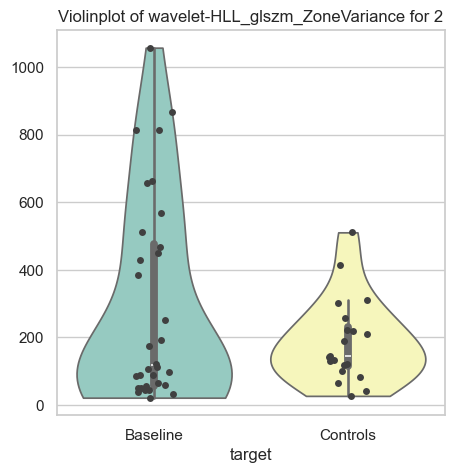 Violinplot of wavelet-HLL_glszm_ZoneVariance for 2
1000
800
600
400
200
0
Baseline
Controls
target